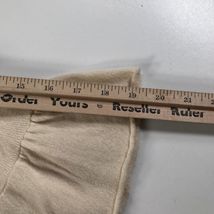 15 16 17 18 19 20 21
Order Yours Reseller Ruler